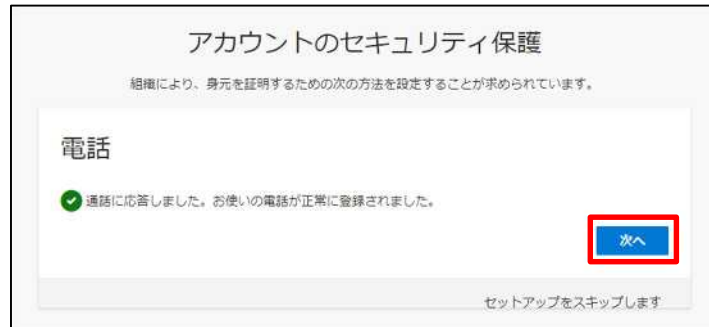 アカウントのセキュリティ保護
組織により、身元を証明するための次の方法を設定することが求められています。
電話
通話に応答しました。お使いの電話が正常に登録されました。
次へ
セットアップをスキップします